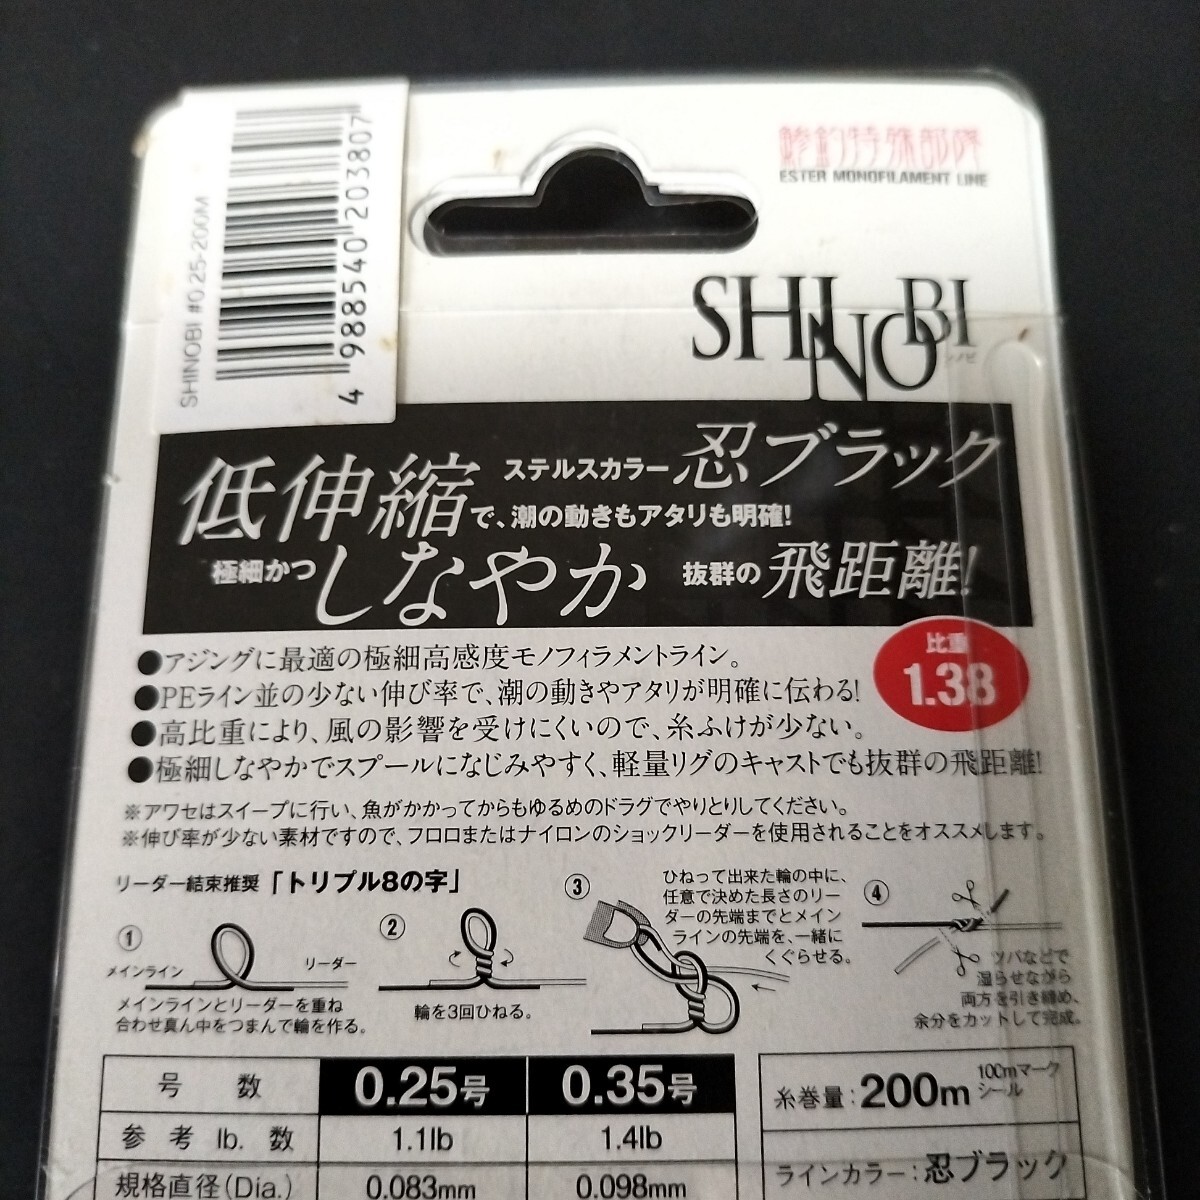 SHINOBI #0.25-200M
4 988540 203807
鯵釣特殊部隊
ESTER MONOFILAMENT LINE
SHINOBI
シノビ
ステルスカラー忍ブラック
低伸縮で、潮の動きもアタリも明確!
極細かつしなやか 抜群の飛距離!
比重
1.38
●アジングに最適の極細高感度モノフィラメントライン。
●PEライン並の少ない伸び率で、潮の動きやアタリが明確に伝わる!
●高比重により、風の影響を受けにくいので、糸ふけが少ない。
●極細しなやかでスプールになじみやすく、軽量リグのキャストでも抜群の飛距離!
※アワセはスイープに行い、魚がかかってからもゆるめのドラグでやりとりしてください。
※伸び率が少ない素材ですので、フロロまたはナイロンのショックリーダーを使用されることをオススメします。
リーダー結束推奨「トリプル8の字」
①
メインライン
リーダー
メインラインとリーダーを重ね
合わせ真ん中をつまんで輪を作る。
②
輪を3回ひねる。
③
ひねって出来た輪の中に、
任意で決めた長さのリー
ダーの先端までとメイン
ラインの先端を、一緒に
くぐらせる。
④
ツバなどで
湿らせながら
両方を引き締め、
余分をカットして完成。
号 数 0.25号 0.35号
参 考 lb. 数 1.1lb 1.4lb
規格直径(Dia.) 0.083mm 0.098mm
糸巻量:200m 100mマーク
シール
ラインカラー:忍ブラック